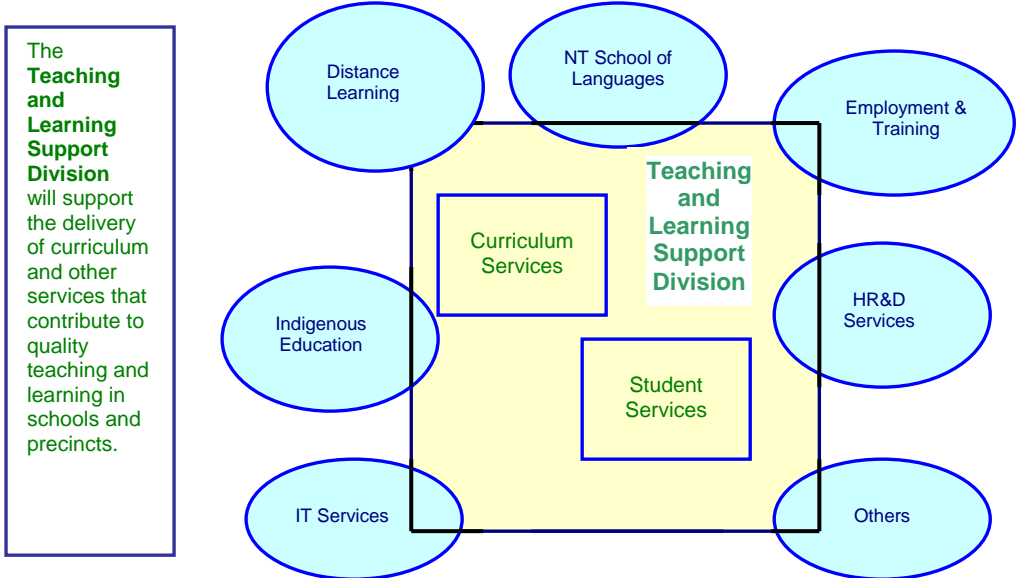 The
Teaching
and
Learning
Support
Division
will support
the delivery
of curriculum
and other
services that
contribute to
quality
teaching and
learning in
schools and
precincts.
Distance
Learning
NT School of
Languages
Employment &
Training
Teaching
and
Learning
Support
Division
Curriculum
Services
Indigenous
Education
HR&D
Services
Student
Services
IT Services
Others